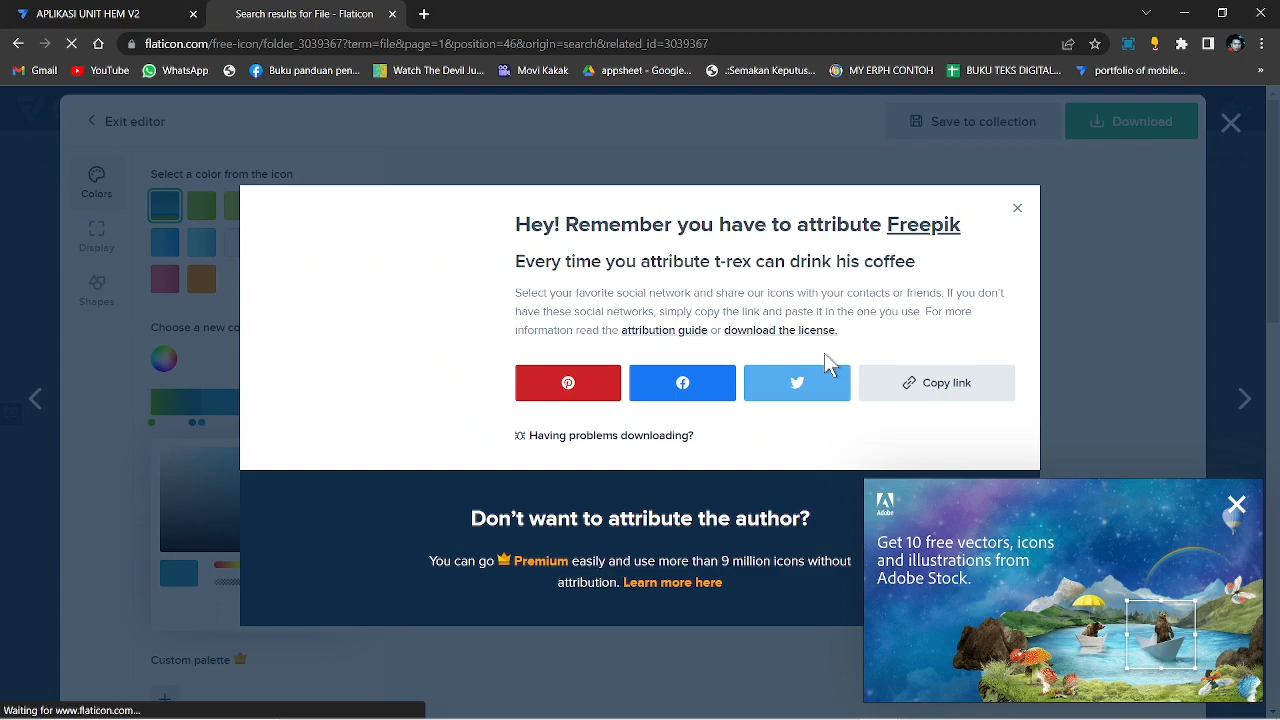 APLIKASI UNIT HEM V2
Search results for File - Flaticon
flaticon.com/free-icon/folder_3039367?term=file&page=1&position=46&origin=search&related_id=3039367
Gmail
YouTube
WhatsApp
Buku panduan pen...
Watch The Devil Ju...
Movi Kakak
appsheet - Google...
:Semakan Input:us...
MY ERPH CONTOH
BUKU TEKS DIGITAL...
portfolio of mobile...
»
Exit editor
Save to collection
Download
Colors
Display
Shapes
Select a color from the icon
Choose a new co
Custom palette
Hey! Remember you have to attribute Freepik
Every time you attribute t-rex can drink his coffee
Select your favorite social network and share our icons with your contacts or friends. If you don't
have these social networks, simply copy the link and paste it in the one you use. For more
information read the attribution guide or download the license.
Copy link
Having problems downloading?
Don't want to attribute the author?
You can go Premium easily and use more than 9 million icons without
attribution. Learn more here
Adobe
Get 10 free vectors, icons
and illustrations from
Adobe Stock.
Waiting for www.flaticon.com...